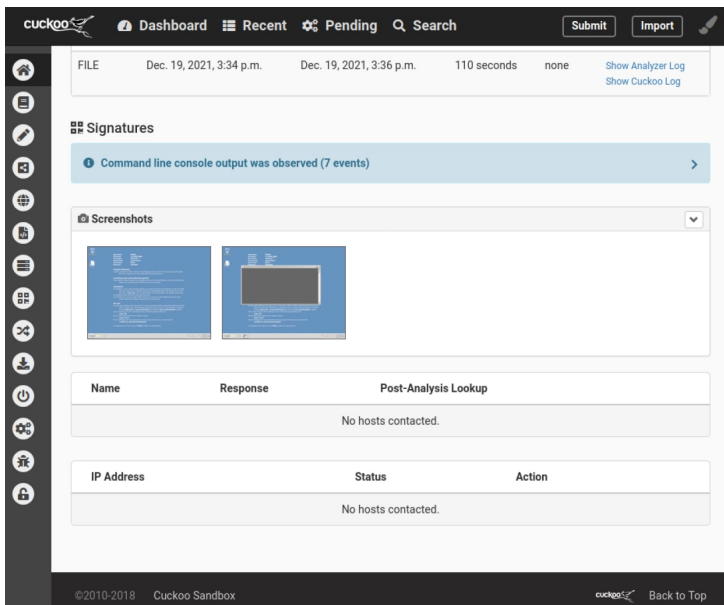 cuckoo Dashboard Recent Pending Search Submit Import
FILE Dec. 19, 2021, 3:34 p.m. Dec. 19, 2021, 3:36 p.m. 110 seconds none Show Analyzer Log
Show Cuckoo Log
Signatures
Command line console output was observed (7 events)
Screenshots
Name Response Post-Analysis Lookup
No hosts contacted.
IP Address Status Action
No hosts contacted.
©2010-2018 Cuckoo Sandbox cuckoo Back to Top